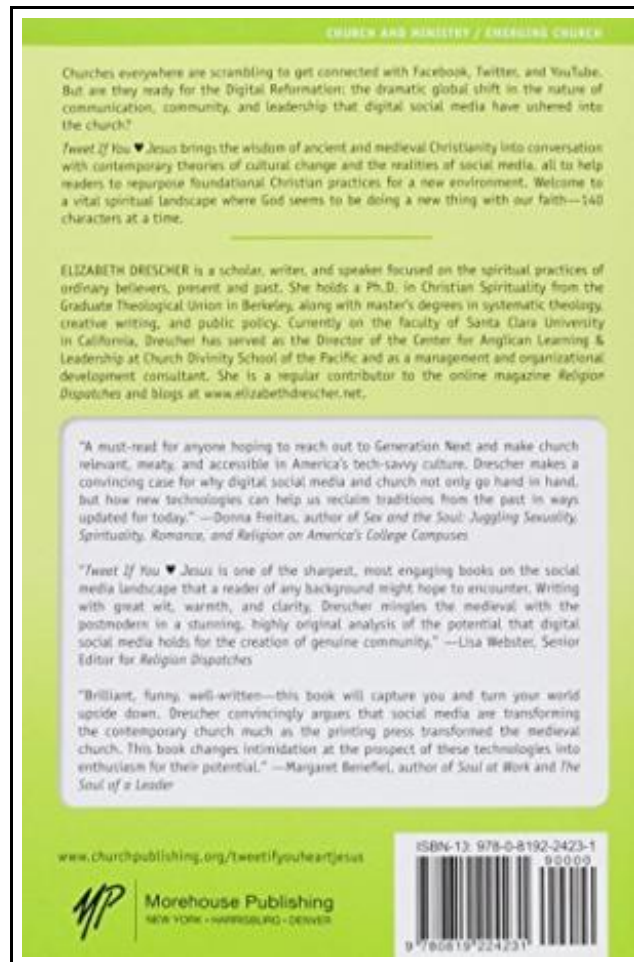 CHURCH AND MINISTRY / EMERGING CHURCH
Churches everywhere are scrambling to get connected with Facebook, Twitter, and YouTube.
But are they ready for the Digital Reformation: the dramatic global shift in the nature of
communication, community, and leadership that digital social media have ushered into
the church?
Tweet If You ♥ Jesus brings the wisdom of ancient and medieval Christianity into conversation
with contemporary theories of cultural change and the realities of social media, all to help
readers to repurpose foundational Christian practices for a new environment. Welcome to
a vital spiritual landscape where God seems to be doing a new thing with our faith—140
characters at a time.
ELIZABETH DRESCHER is a scholar, writer, and speaker focused on the spiritual practices of
ordinary believers, present and past. She holds a Ph.D. in Christian Spirituality from the
Graduate Theological Union in Berkeley, along with master's degrees in systematic theology,
creative writing, and public policy. Currently on the faculty of Santa Clara University
in California, Drescher has served as the Director of the Center for Anglican Learning &
Leadership at Church Divinity School of the Pacific and as a management and organizational
development consultant. She is a regular contributor to the online magazine Religion
Dispatches and blogs at www.elizabethdrescher.net.
"A must-read for anyone hoping to reach out to Generation Next and make church
relevant, meaty, and accessible in America's tech-savvy culture. Drescher makes a
convincing case for why digital social media and church not only go hand in hand,
but how new technologies can help us reclaim traditions from the past in ways
updated for today." —Donna Freitas, author of Sex and the Soul: Juggling Sexuality,
Spirituality, Romance, and Religion on America's College Campuses
"Tweet If You ♥ Jesus is one of the sharpest, most engaging books on the social
media landscape that a reader of any background might hope to encounter. Writing
with great wit, warmth, and clarity, Drescher mingles the medieval with the
postmodern in a stunning, highly original analysis of the potential that digital
social media holds for the creation of genuine community." —Lisa Webster, Senior
Editor for Religion Dispatches
"Brilliant, funny, well-written—this book will capture you and turn your world
upside down. Drescher convincingly argues that social media are transforming
the contemporary church much as the printing press transformed the medieval
church. This book changes intimidation at the prospect of these technologies into
enthusiasm for their potential." —Margaret Benefiel, author of Soul at Work and The
Soul of a Leader
www.churchpublishing.org/tweetifyouheartjesus
ISBN-13: 978-0-8192-2423-1
90000
9 780819 224231
MP
Morehouse Publishing
NEW YORK • HARRISBURG • DENVER